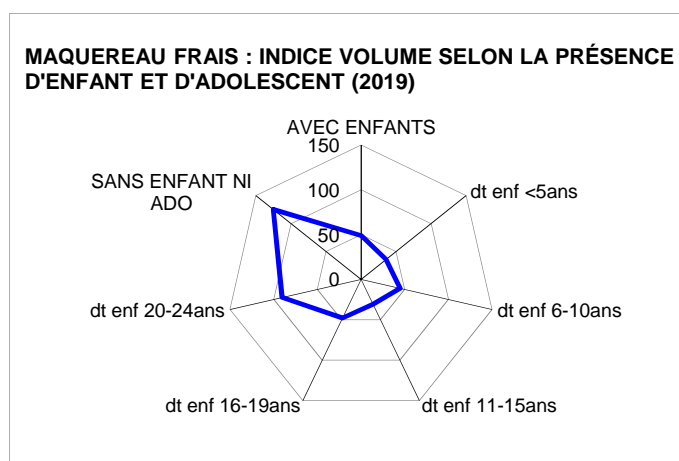 MAQUEREAU FRAIS : INDICE VOLUME SELON LA PRÉSENCE
D'ENFANT ET D'ADOLESCENT (2019)
AVEC ENFANTS
150
100
50
0
SANS ENFANT NI
ADO
dt enf <5ans
dt enf 20-24ans
dt enf 6-10ans
dt enf 16-19ans
dt enf 11-15ans